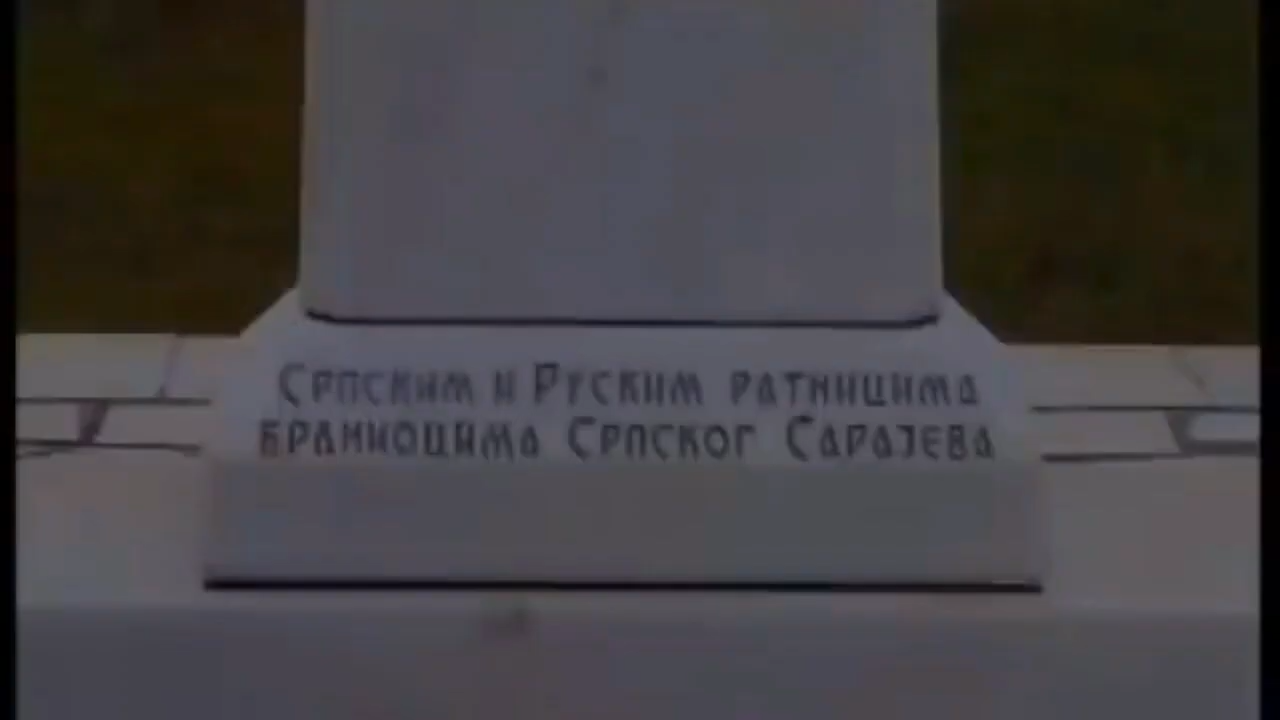 Српским и Руским ратницима
браниоцима Српског Сарајева